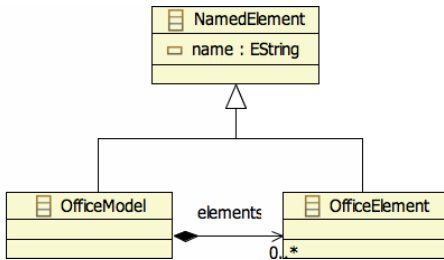 NamedElement
name : EString
OfficeModel
elements
OfficeElement
0..*